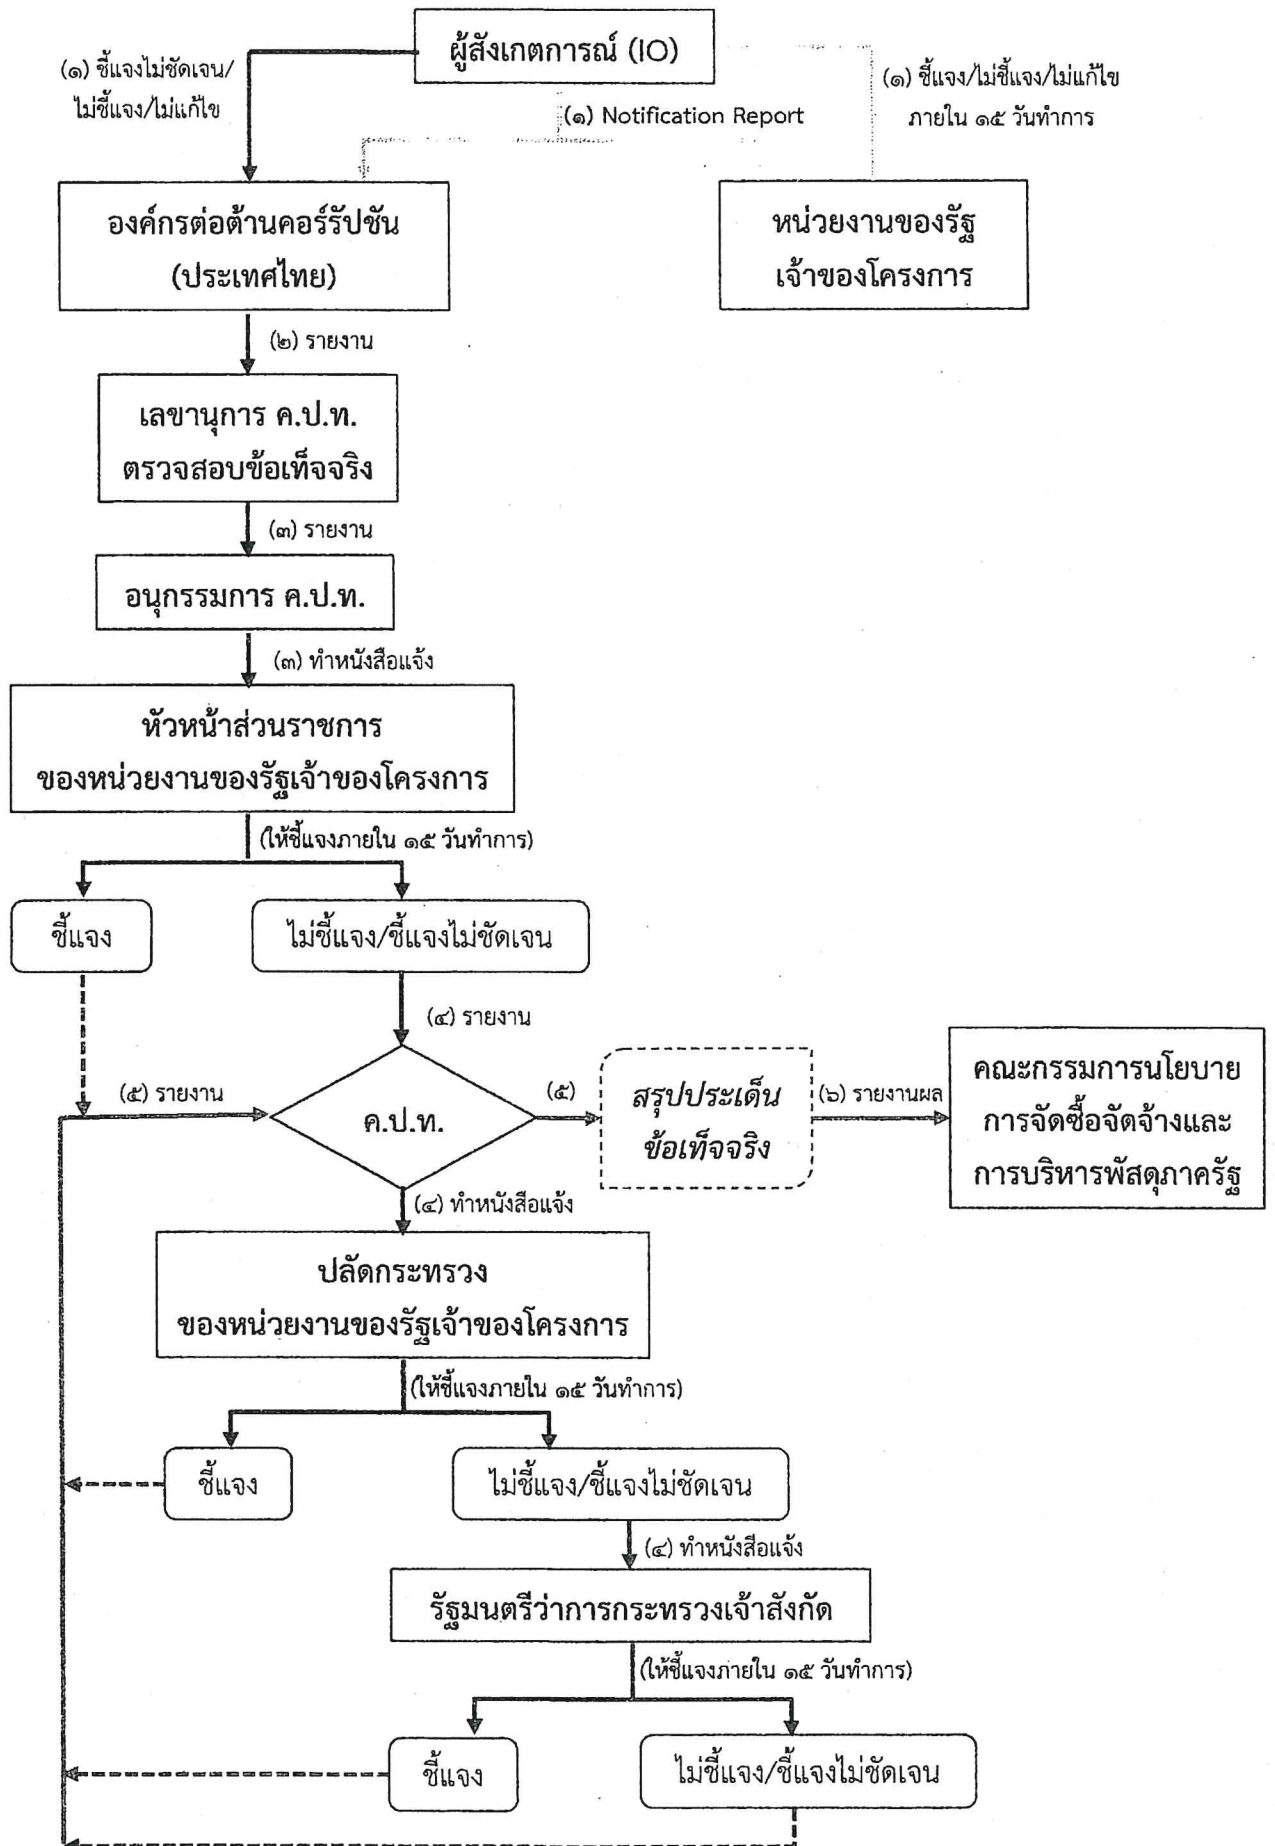 ผู้สังเกตการณ์ (IO)
(๑) ชี้แจงไม่ชัดเจน/
ไม่ชี้แจง/ไม่แก้ไข
(๑) Notification Report
(๑) ชี้แจง/ไม่ชี้แจง/ไม่แก้ไข
ภายใน ๑๕ วันทำการ
องค์กรต่อต้านคอร์รัปชัน
(ประเทศไทย)
หน่วยงานของรัฐ
เจ้าของโครงการ
(๒) รายงาน
เลขานุการ ค.ป.ท.
ตรวจสอบข้อเท็จจริง
(๓) รายงาน
อนุกรรมการ ค.ป.ท.
(๓) ทำหนังสือแจ้ง
หัวหน้าส่วนราชการ
ของหน่วยงานของรัฐเจ้าของโครงการ
(ให้ชี้แจงภายใน ๑๕ วันทำการ)
ชี้แจง
ไม่ชี้แจง/ชี้แจงไม่ชัดเจน
(๔) รายงาน
(๕) รายงาน
ค.ป.ท.
(๕)
สรุปประเด็น
ข้อเท็จจริง
(๖) รายงานผล
คณะกรรมการนโยบาย
การจัดซื้อจัดจ้างและ
การบริหารพัสดุภาครัฐ
(๔) ทำหนังสือแจ้ง
ปลัดกระทรวง
ของหน่วยงานของรัฐเจ้าของโครงการ
(ให้ชี้แจงภายใน ๑๕ วันทำการ)
ชี้แจง
ไม่ชี้แจง/ชี้แจงไม่ชัดเจน
(๔) ทำหนังสือแจ้ง
รัฐมนตรีว่าการกระทรวงเจ้าสังกัด
(ให้ชี้แจงภายใน ๑๕ วันทำการ)
ชี้แจง
ไม่ชี้แจง/ชี้แจงไม่ชัดเจน